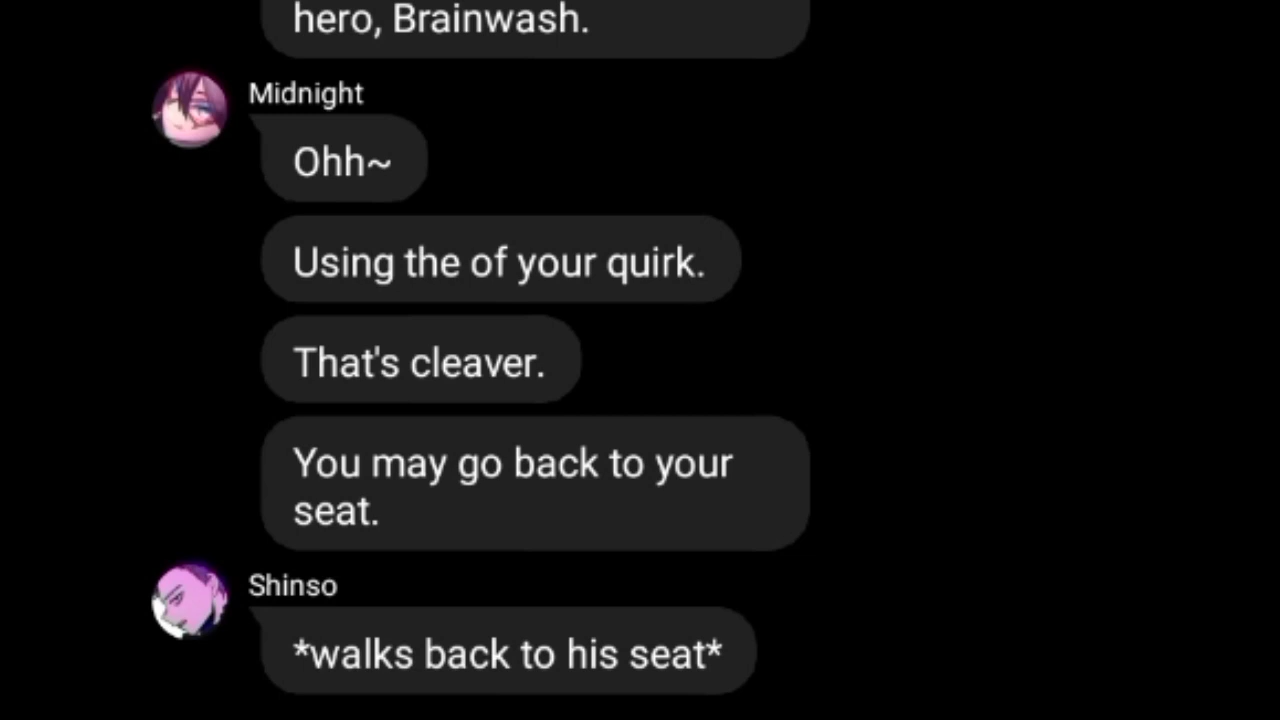 hero, Brainwash.
Midnight
Ohh~
Using the of your quirk.
That's cleaver.
You may go back to your
seat.
Shinso
*walks back to his seat*